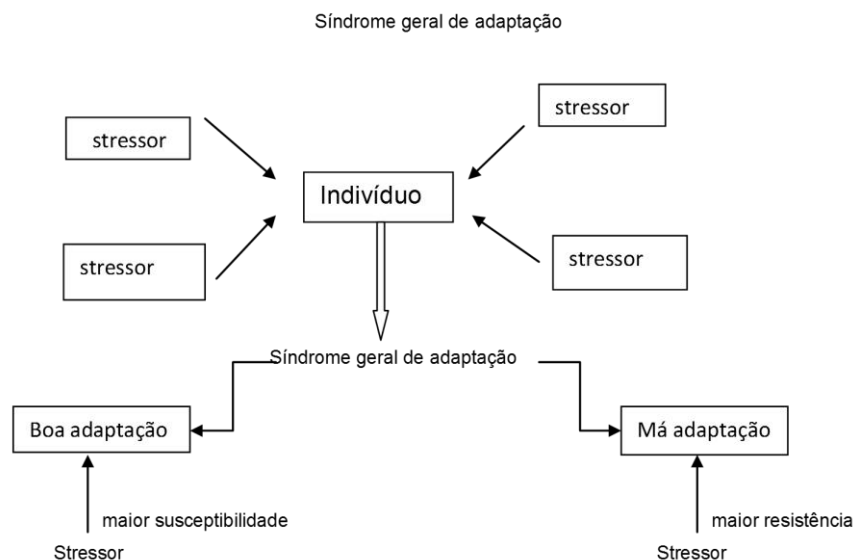 Síndrome geral de adaptação
stressor
stressor
Indivíduo
stressor
stressor
Síndrome geral de adaptação
Boa adaptação
Má adaptação
maior susceptibilidade
maior resistência
Stressor
Stressor